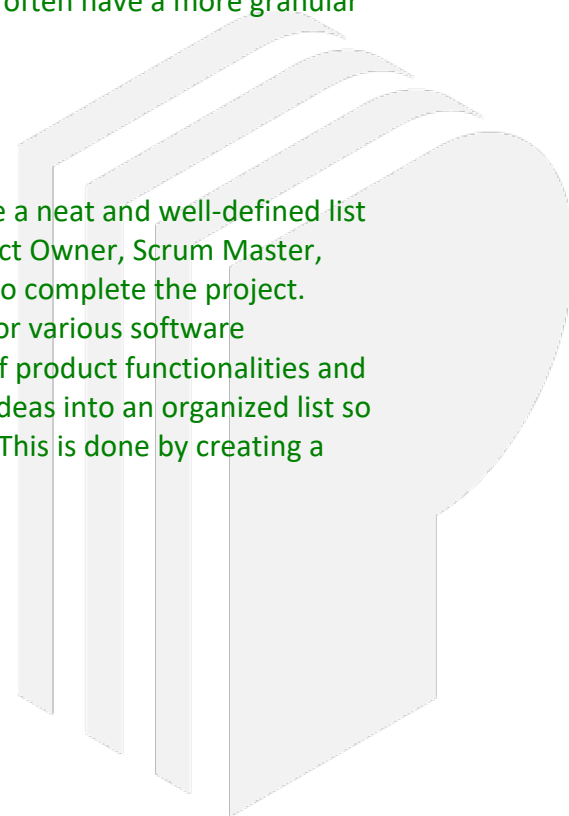 often have a more granular
e a neat and well-defined list
ct Owner, Scrum Master,
o complete the project.
or various software
f product functionalities and
deas into an organized list so
This is done by creating a